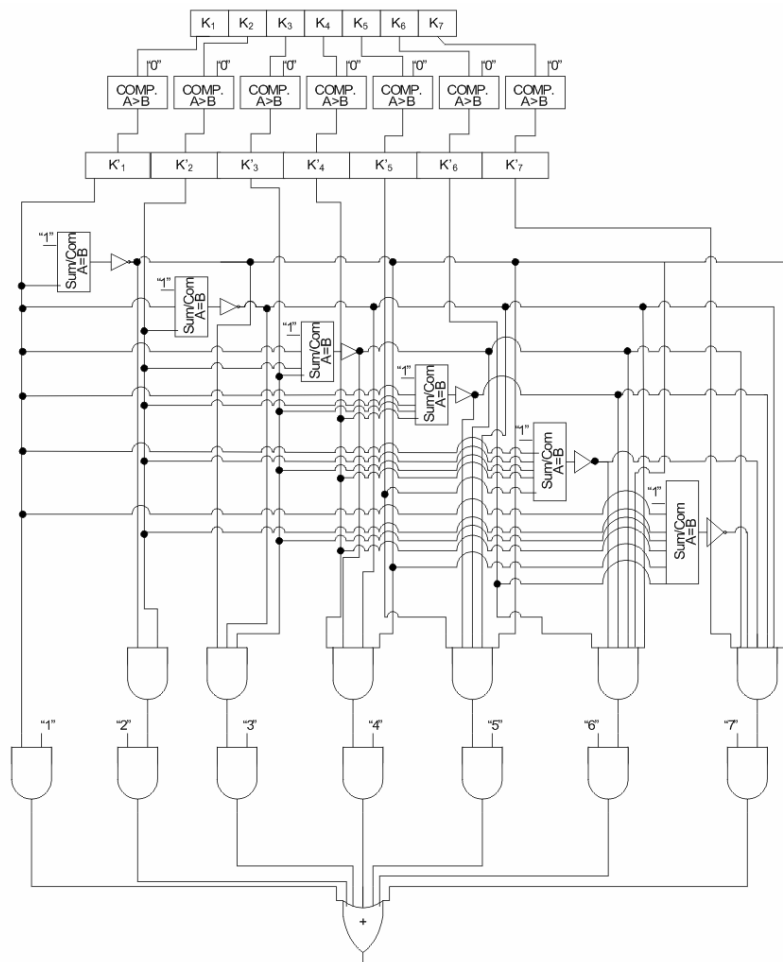 K1 K2 K3 K4 K5 K6 K7
“0” “0” “0” “0” “0” “0” “0”
COMP. COMP. COMP. COMP. COMP. COMP. COMP.
A>B A>B A>B A>B A>B A>B A>B
K'1 K'2 K'3 K'4 K'5 K'6 K'7
“1”
Sum/Com
A=B
“1”
Sum/Com
A=B
“1”
Sum/Com
A=B
“1”
Sum/Com
A=B
“1”
Sum/Com
A=B
“1”
Sum/Com
A=B
“1” “2” “3” “4” “5” “6” “7”
+